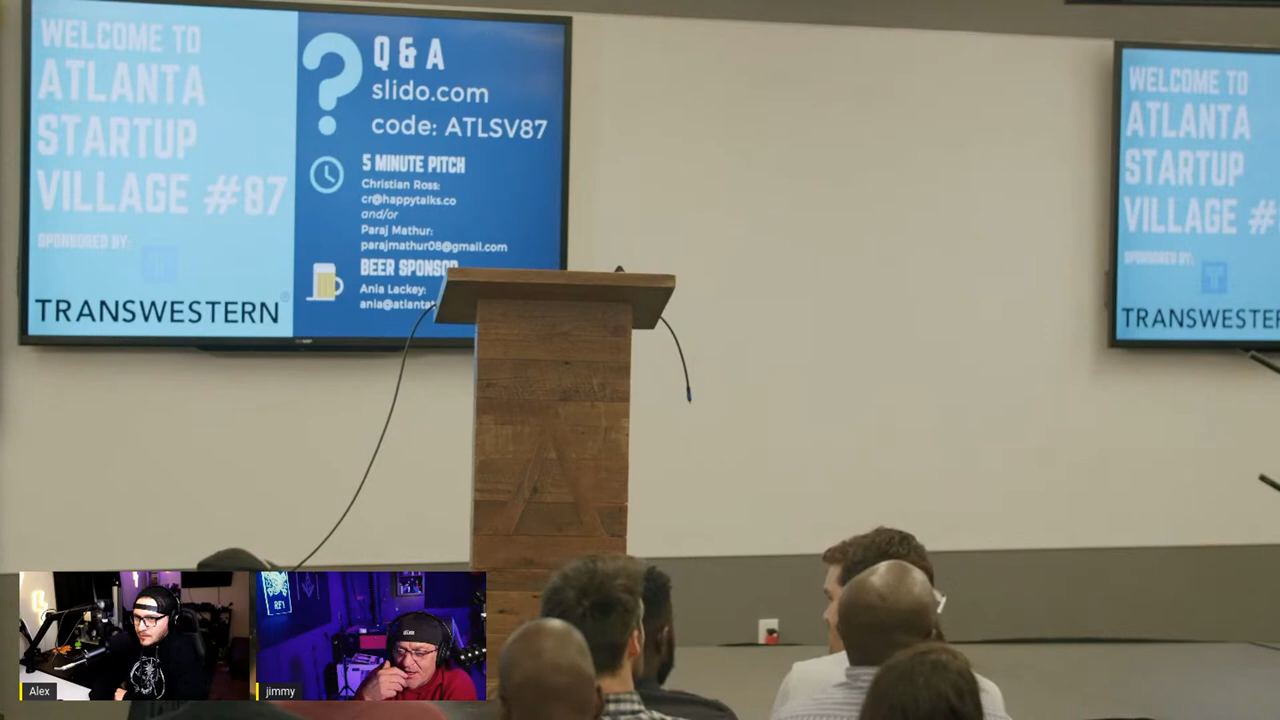 WELCOME TO
ATLANTA
STARTUP
VILLAGE #87
SPONSORED BY:
TRANSWESTERN
Q & A
slido.com
code: ATLSV87
5 MINUTE PITCH
Christian Ross:
cr@happytalks.co
and/or
Paraj Mathur:
parajmathur08@gmail.com
BEER SPONSOR
Ania Lackey:
WELCOME TO
ATLANTA
STARTUP
VILLAGE
SPONSORED BY:
Alex
jimmy
RF1